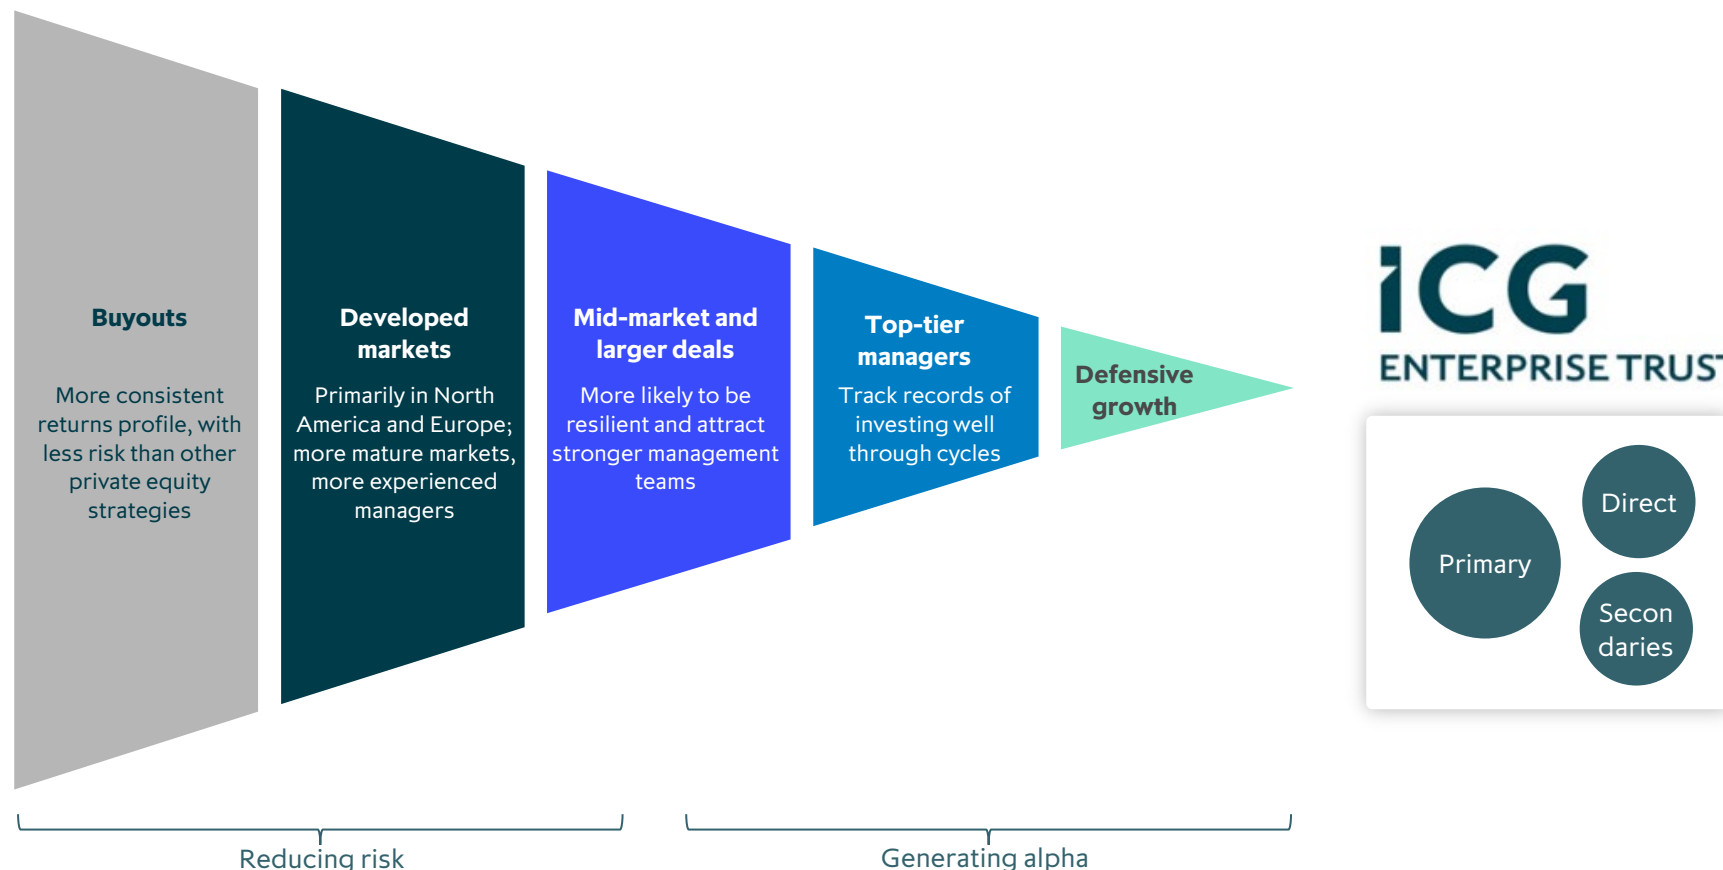 Buyouts
More consistent
returns profile, with
less risk than other
private equity
strategies
Developed
markets
Primarily in North
America and Europe;
more mature markets,
more experienced
managers
Mid-market and
larger deals
More likely to be
resilient and attract
stronger management
teams
Top-tier
managers
Track records of
investing well
through cycles
Defensive
growth
ICG
ENTERPRISE TRUST
Primary
Direct
Secon
daries
Reducing risk
Generating alpha